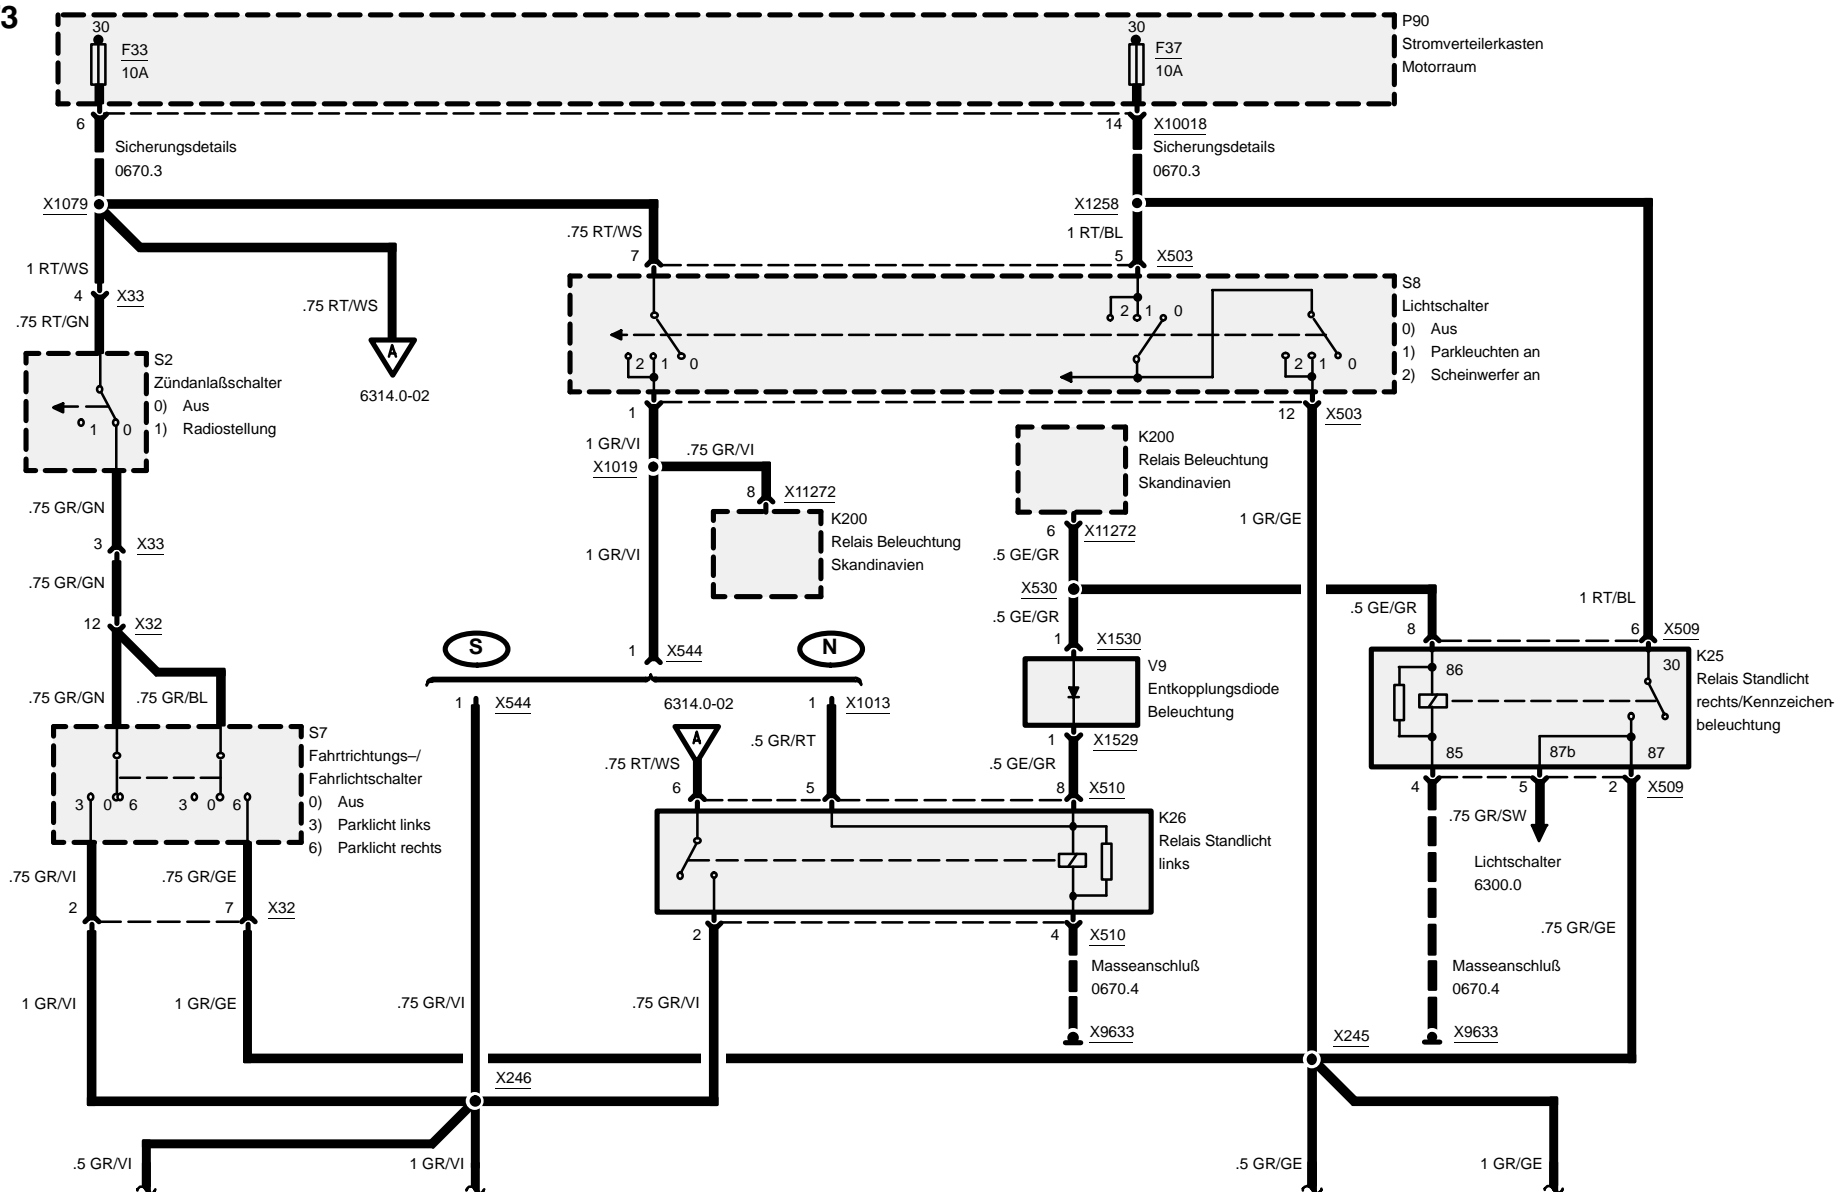 3
30
F33
10A
30
F37
10A
P90
Stromverteilerkasten
Motorraum
6
14
X10018
Sicherungsdetails
0670.3
Sicherungsdetails
0670.3
X1079
X1258
.75 RT/WS
1 RT/BL
7
5
X503
1 RT/WS
4
X33
.75 RT/WS
.75 RT/GN
A
6314.0-02
2
1
0
2
1
0
2
1
0
S8
Lichtschalter
0) Aus
1) Parkleuchten an
2) Scheinwerfer an
S2
Zündanlaßschalter
0) Aus
1) Radiostellung
1
0
1
12
X503
1 GR/VI
.75 GR/VI
X1019
8
X11272
K200
Relais Beleuchtung
Skandinavien
K200
Relais Beleuchtung
Skandinavien
6
X11272
1 GR/GE
.5 GE/GR
.75 GR/GN
3
X33
.75 GR/GN
1 GR/VI
X530
.5 GE/GR
.5 GE/GR
1 RT/BL
12
X32
8
6
X509
S
1
X544
N
1
X1530
.75 GR/GN
.75 GR/BL
1
X544
6314.0-02
1
X1013
V9
Entkopplungsdiode
Beleuchtung
86
30
K25
Relais Standlicht
rechts/Kennzeichen-
beleuchtung
85
87b
87
A
.75 RT/WS
.5 GR/RT
1
X1529
.5 GE/GR
S7
Fahrtrichtungs–/
Fahrlichtschalter
0) Aus
3) Parklicht links
6) Parklicht rechts
3
0
6
3
0
6
6
5
8
X510
4
5
2
X509
K26
Relais Standlicht
links
.75 GR/SW
Lichtschalter
6300.0
.75 GR/VI
.75 GR/GE
2
7
X32
2
4
X510
.75 GR/GE
Masseanschluß
0670.4
Masseanschluß
0670.4
1 GR/VI
1 GR/GE
.75 GR/VI
.75 GR/VI
X9633
X9633
X245
X246
.5 GR/VI
1 GR/VI
.5 GR/GE
1 GR/GE